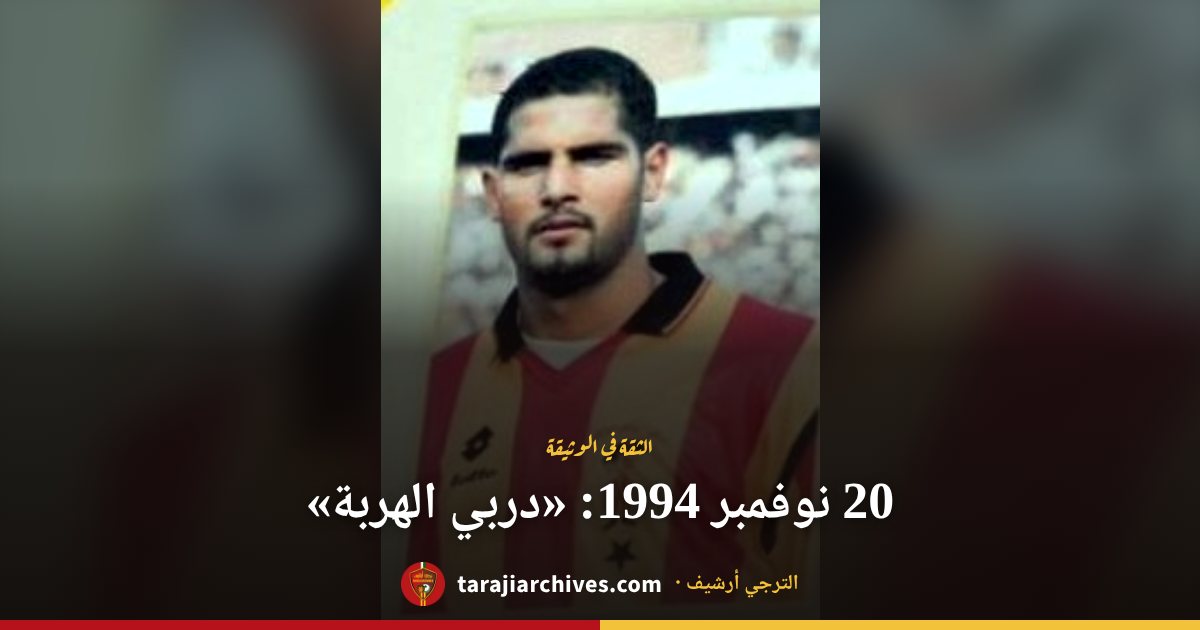 الثقة في الوثيقة
20 نوفمبر 1994: «دربي الهربة»
الترجي أرشيف · tarajiarchives.com